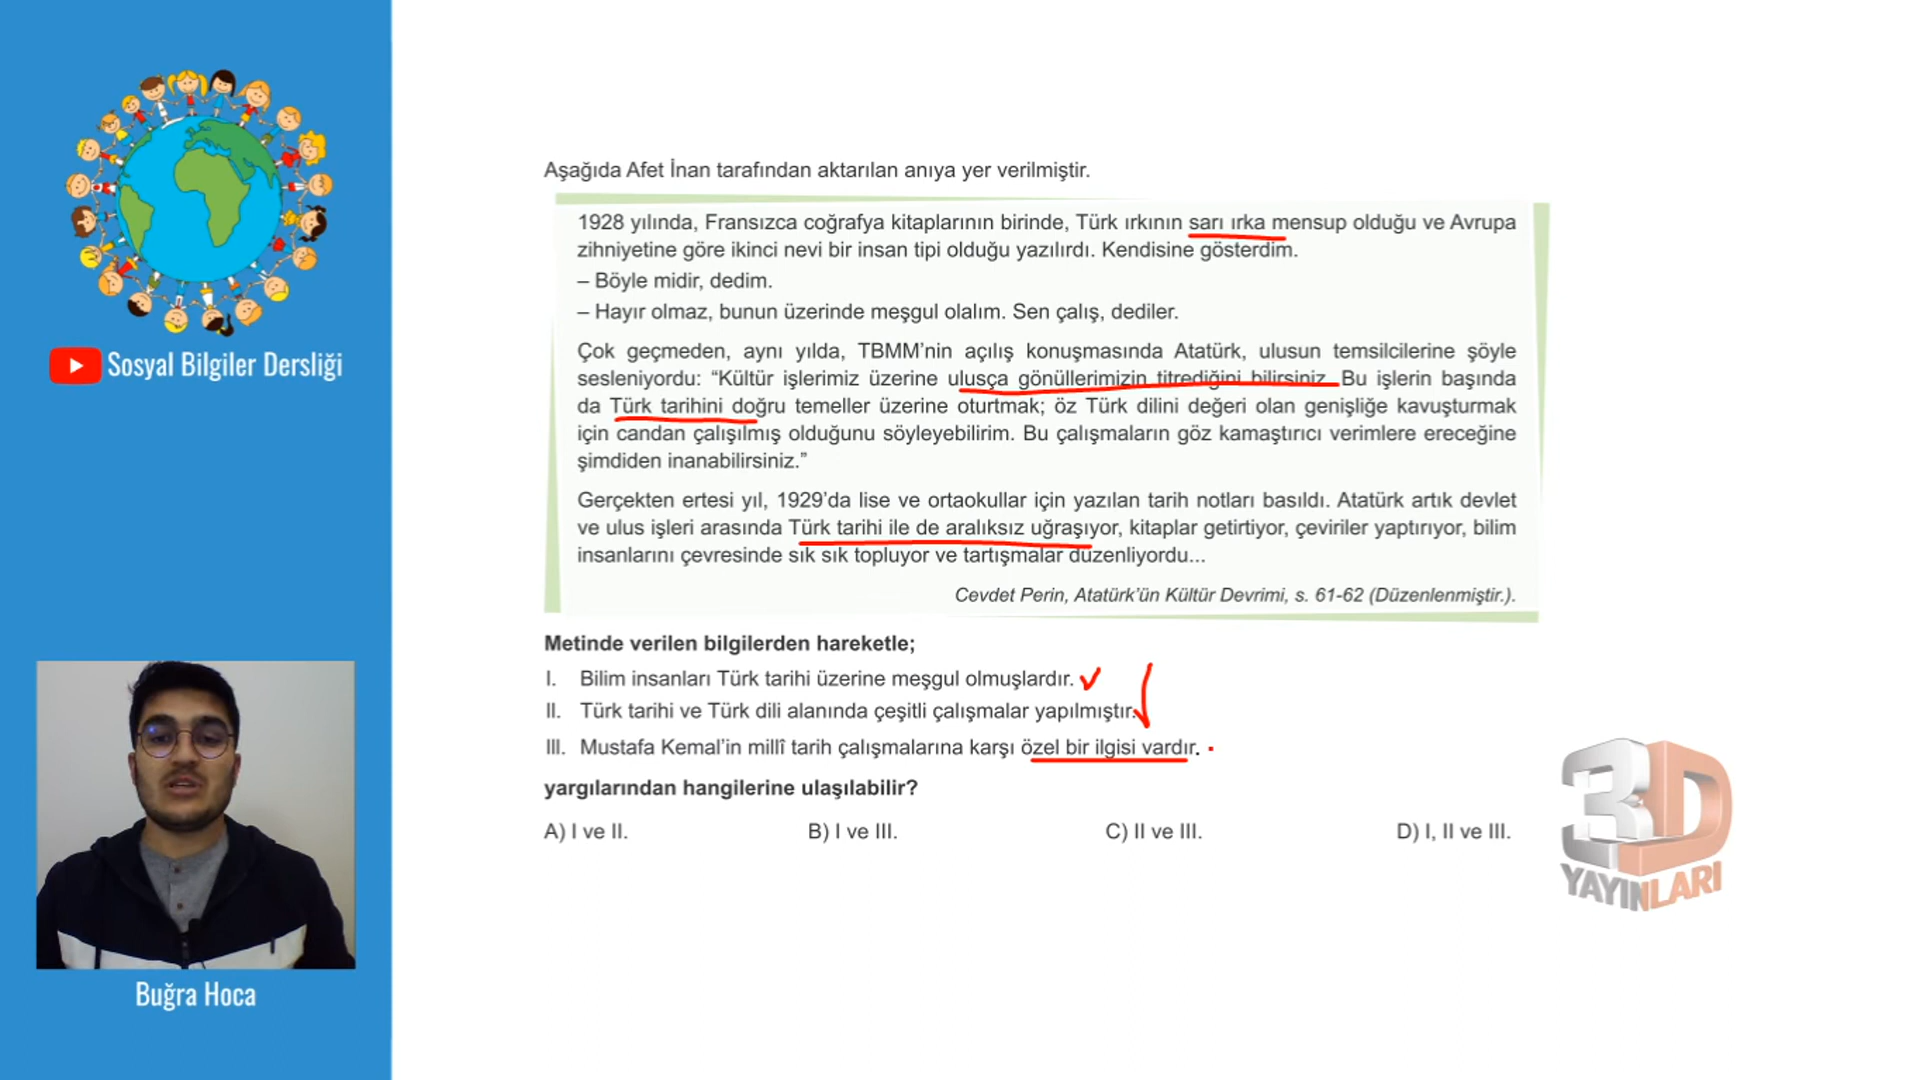 Sosyal Bilgiler Dersliği
Buğra Hoca
Aşağıda Afet İnan tarafından aktarılan anıya yer verilmiştir.
1928 yılında, Fransızca coğrafya kitaplarının birinde, Türk ırkının sarı ırka mensup olduğu ve Avrupa
zihniyetine göre ikinci nevi bir insan tipi olduğu yazılırdı. Kendisine gösterdim.
– Böyle midir, dedim.
– Hayır olmaz, bunun üzerinde meşgul olalım. Sen çalış, dediler.
Çok geçmeden, aynı yılda, TBMM’nin açılış konuşmasında Atatürk, ulusun temsilcilerine şöyle
sesleniyordu: “Kültür işlerimiz üzerine ulusça gönüllerimizin titrediğini bilirsiniz. Bu işlerin başında
da Türk tarihini doğru temeller üzerine oturtmak; öz Türk dilini değeri olan genişliğe kavuşturmak
için candan çalışılmış olduğunu söyleyebilirim. Bu çalışmaların göz kamaştırıcı verimlere ereceğine
şimdiden inanabilirsiniz.”
Gerçekten ertesi yıl, 1929’da lise ve ortaokullar için yazılan tarih notları basıldı. Atatürk artık devlet
ve ulus işleri arasında Türk tarihi ile de aralıksız uğraşıyor, kitaplar getirtiyor, çeviriler yaptırıyor, bilim
insanlarını çevresinde sık sık topluyor ve tartışmalar düzenliyordu...
Cevdet Perin, Atatürk’ün Kültür Devrimi, s. 61-62 (Düzenlenmiştir.).
Metinde verilen bilgilerden hareketle;
I. Bilim insanları Türk tarihi üzerine meşgul olmuşlardır.
II. Türk tarihi ve Türk dili alanında çeşitli çalışmalar yapılmıştır.
III. Mustafa Kemal’in millî tarih çalışmalarına karşı özel bir ilgisi vardır.
yargılarından hangilerine ulaşılabilir?
A) I ve II. B) I ve III. C) II ve III. D) I, II ve III.
3D
YAYINLARI